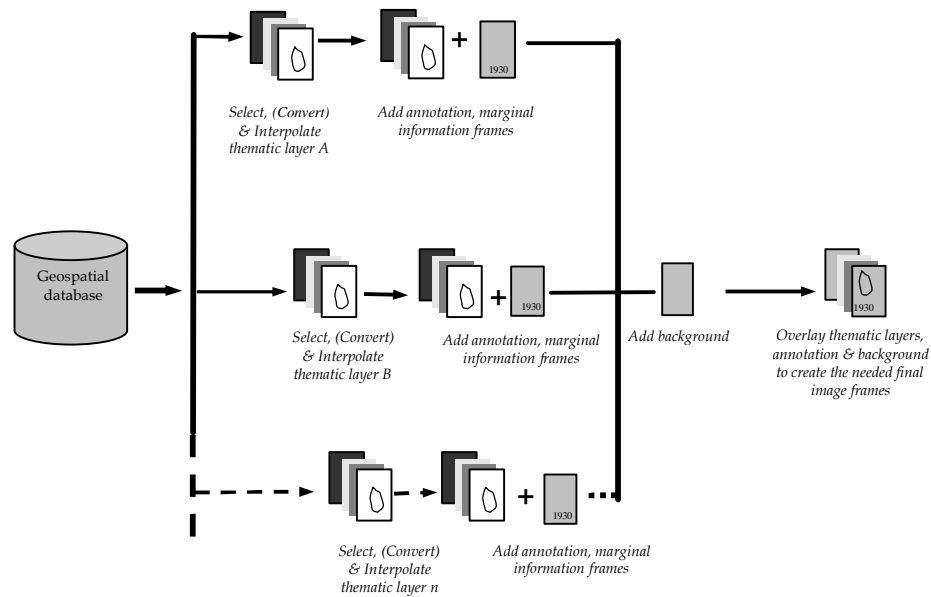 1930
Select, (Convert)
& Interpolate
thematic layer A
Add annotation, marginal
information frames
Geospatial
database
1930
Select, (Convert)
& Interpolate
thematic layer B
Add annotation, marginal
information frames
Add background
1930
Overlay thematic layers,
annotation & background
to create the needed final
image frames
1930
Select, (Convert)
& Interpolate
thematic layer n
Add annotation, marginal
information frames